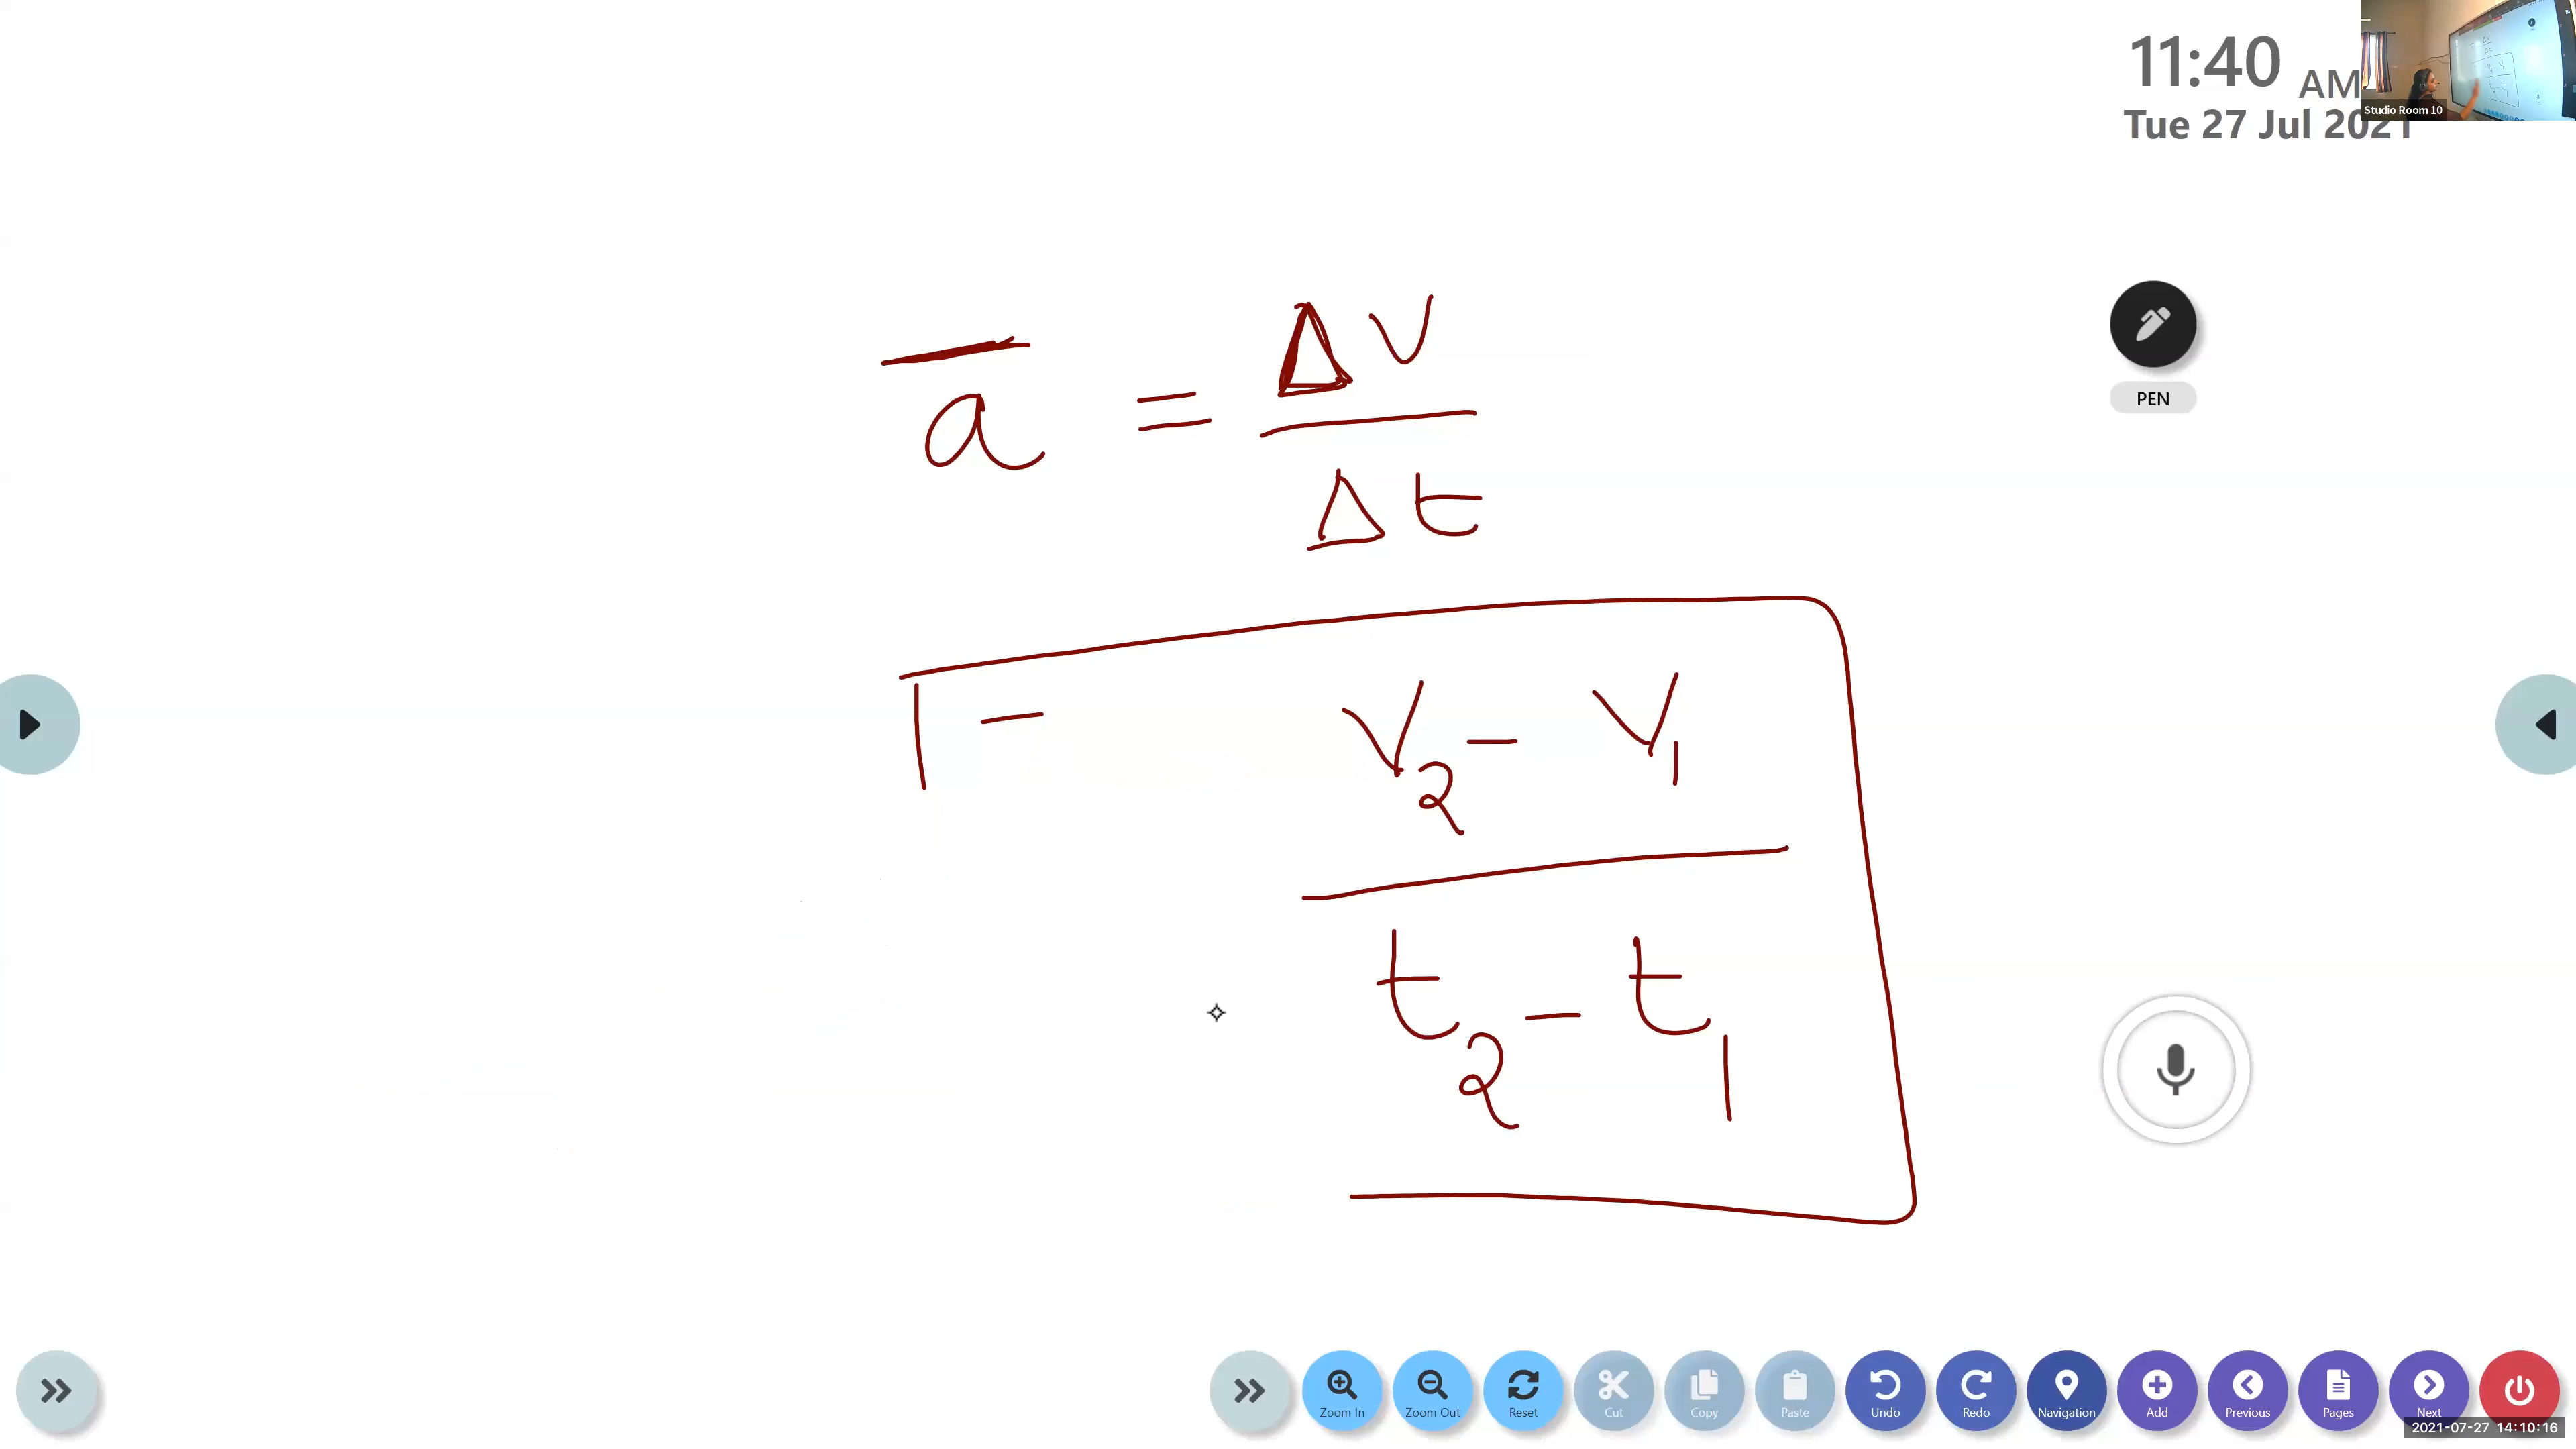 11:40 AM
Studio Room 10
Tue 27 Jul 2021
a̅ = ΔV
Δt
PEN
V₂ - V₁
t₂ - t₁
Zoom In Zoom Out Reset Cut Copy Paste Undo Redo Navigation Add Previous Pages Next
2021-07-27 14:10:16